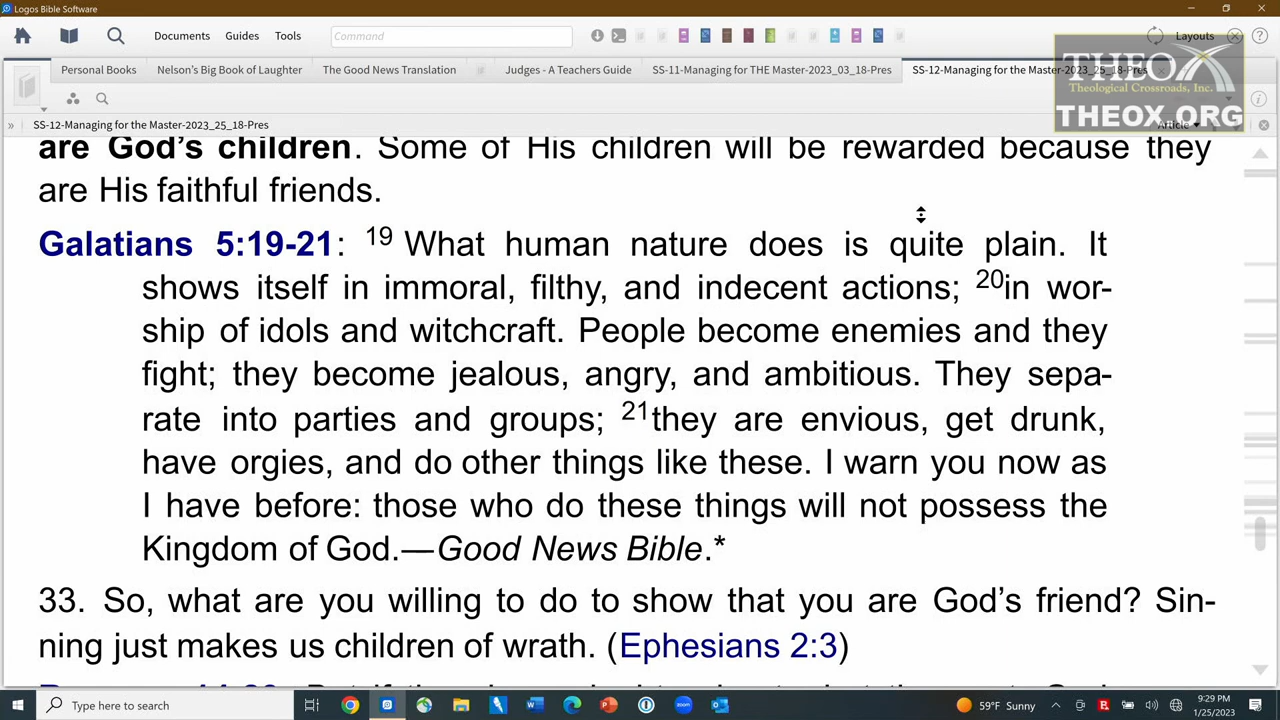 Logos Bible Software
Documents Guides Tools Command Layouts
Personal Books Nelson's Big Book of Laughter Judges - A Teachers Guide SS-11-Managing for THE Master-2023_03_18-pres SS-12-Managing for the Master-2023_25_18-Pres
THEOX
Theological Crossroads, Inc.
THEOX.ORG
SS-12-Managing for the Master-2023_25_18-Pres Article
are God's children. Some of His children will be rewarded because they
are His faithful friends.
Galatians 5:19-21: 19 What human nature does is quite plain. It
shows itself in immoral, filthy, and indecent actions; 20in wor-
ship of idols and witchcraft. People become enemies and they
fight; they become jealous, angry, and ambitious. They sepa-
rate into parties and groups; 21they are envious, get drunk,
have orgies, and do other things like these. I warn you now as
I have before: those who do these things will not possess the
Kingdom of God.—Good News Bible.*
33. So, what are you willing to do to show that you are God's friend? Sin-
ning just makes us children of wrath. (Ephesians 2:3)
Type here to search 59°F Sunny 9:29 PM
1/25/2023